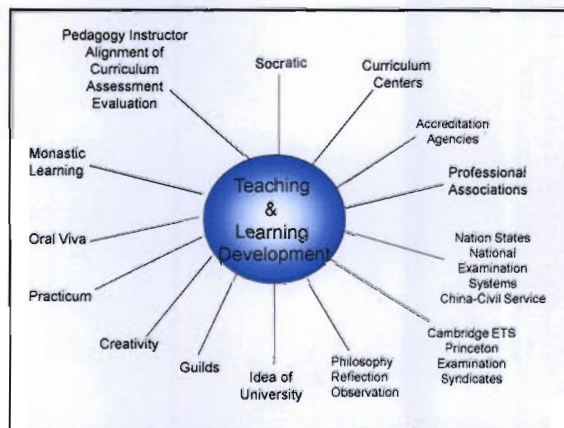 Pedagogy Instructor
Alignment of
Curriculum
Assessment
Evaluation
Socratic
Curriculum
Centers
Accreditation
Agencies
Professional
Associations
Nation States
National
Examination
Systems
China-Civil Service
Cambridge ETS
Princeton
Examination
Syndicates
Philosophy
Reflection
Observation
Idea of
University
Guilds
Creativity
Practicum
Oral Viva
Monastic
Learning
Teaching
&
Learning
Development